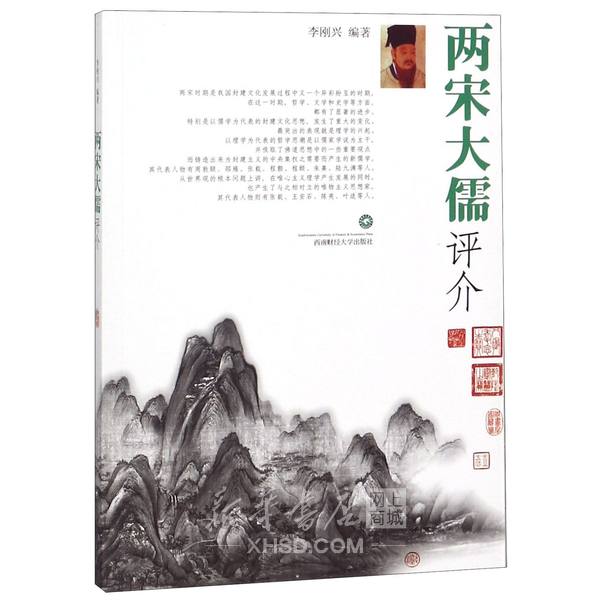 李刚兴 编著
两宋大儒
评介
两宋时期是我国封建文化发展过程中又一个异彩纷呈的时期。
在这一时期，哲学、文学和史学等方面，
都有了显著的进步。
特别是以儒学为代表的封建文化思想，发生了重大的变化，
最突出的表现就是理学的兴起。
以理学为代表的哲学思潮是以儒家学说为主干，
并侵取了佛道思想中的一些重要观点
而铸造出来为封建主义的中央集权之需要而产生的新儒学。
其代表人物有周敦颐、邵雍、张载、程颢、程颐、朱熹、陆九渊等人。
从世界观的根本问题上讲，在唯心主义理学产生发展的同时，
也产生了与之相对立的唯物主义思想家，
其代表人物则有张载、王安石、陈亮、叶适等人。
Southwestern University of Finance & Economics Press
西南财经大学出版社
李刚兴 编著
两宋大儒
评介
新华书店
网上
商城
XHSD.COM